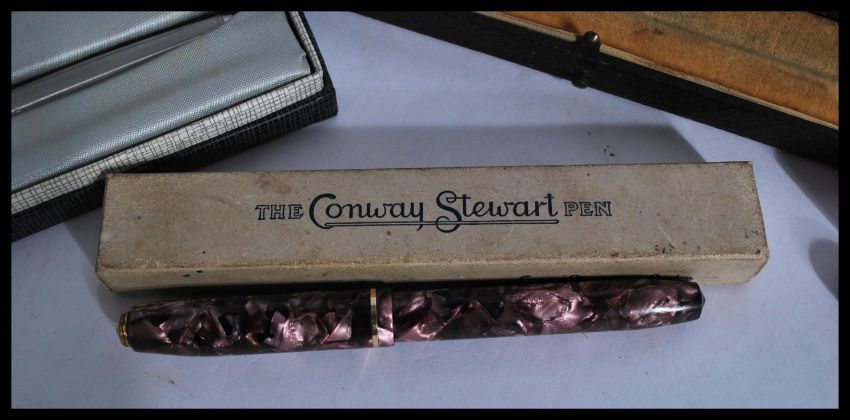 THE Conway Stewart PEN